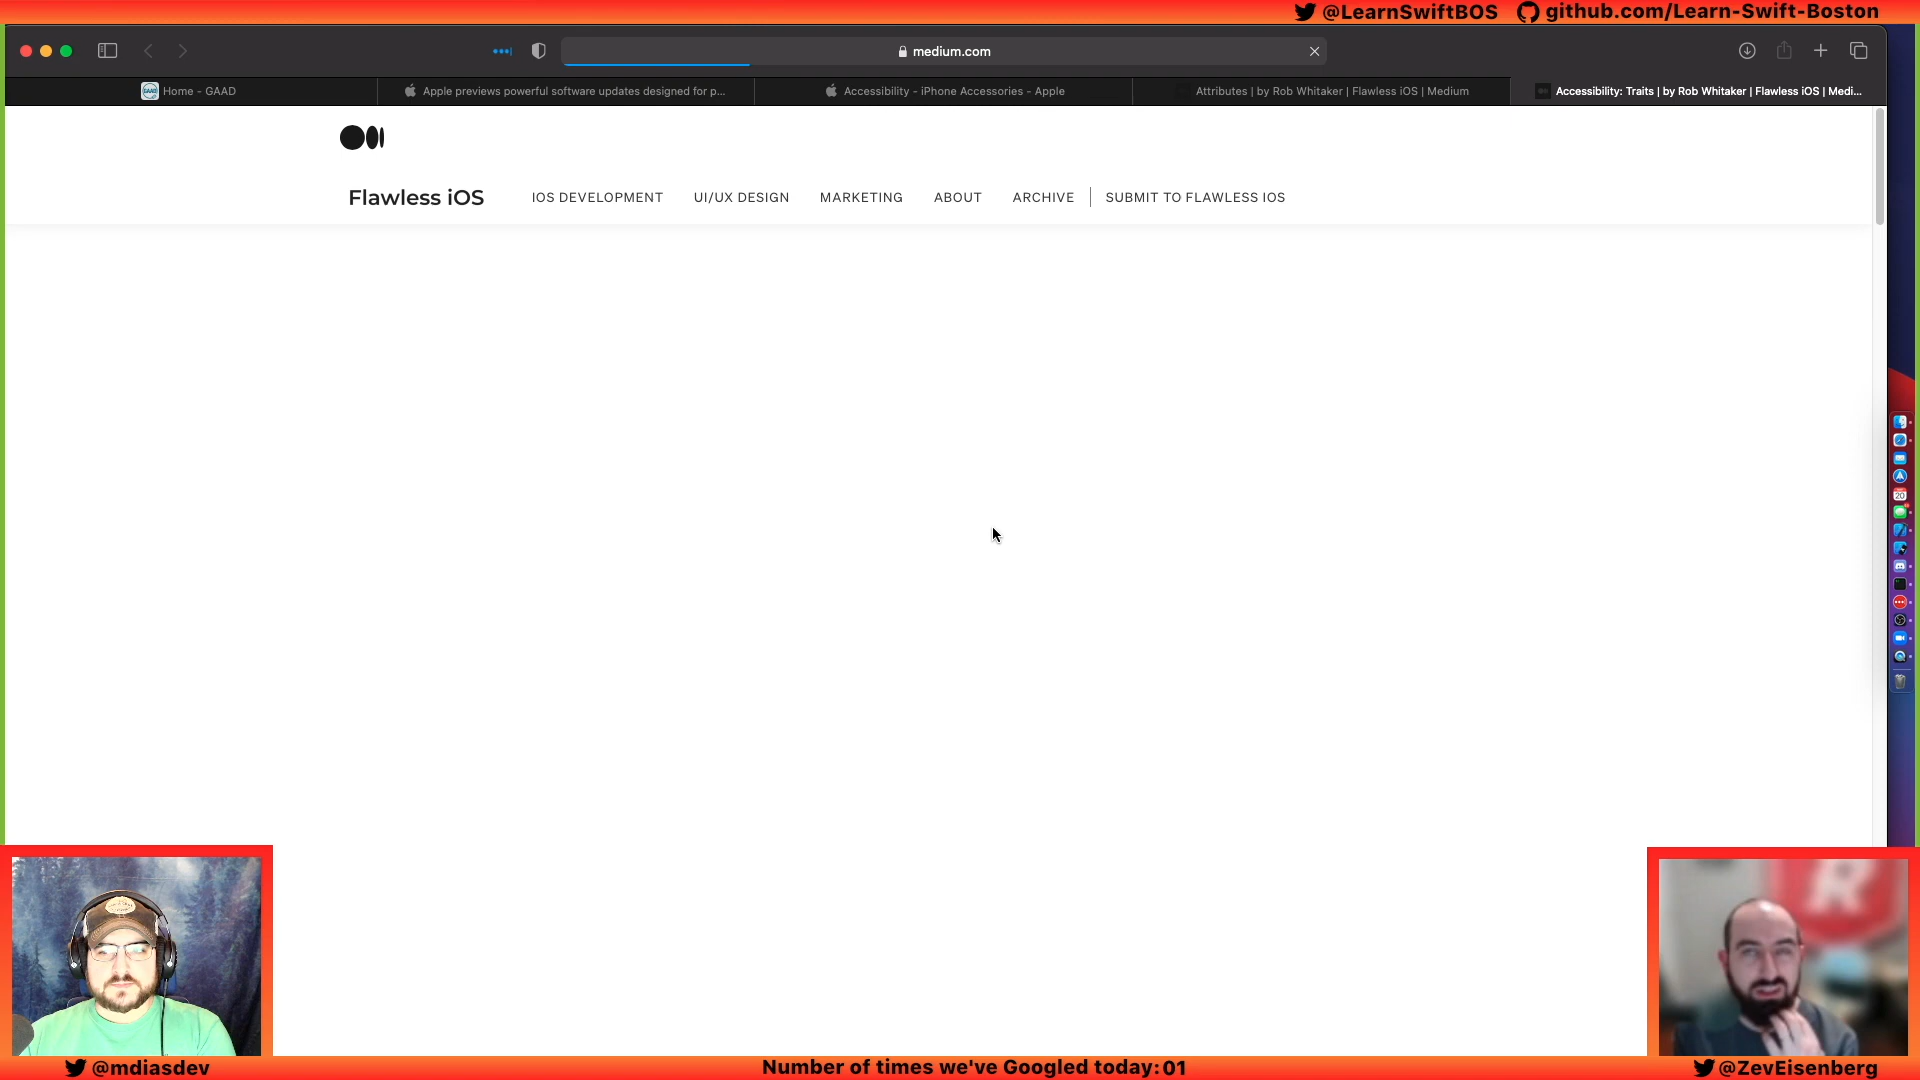 @LearnSwiftBOS github.com/Learn-Swift-Boston
medium.com
Home - GAAD
Apple previews powerful software updates designed for p...
Accessibility - iPhone Accessories - Apple
Attributes | by Rob Whitaker | Flawless iOS | Medium
Accessibility: Traits | by Rob Whitaker | Flawless iOS | Medi...
Flawless iOS IOS DEVELOPMENT UI/UX DESIGN MARKETING ABOUT ARCHIVE SUBMIT TO FLAWLESS IOS
20
R
@mdiasdev
Number of times we've Googled today: 01
@ZevEisenberg